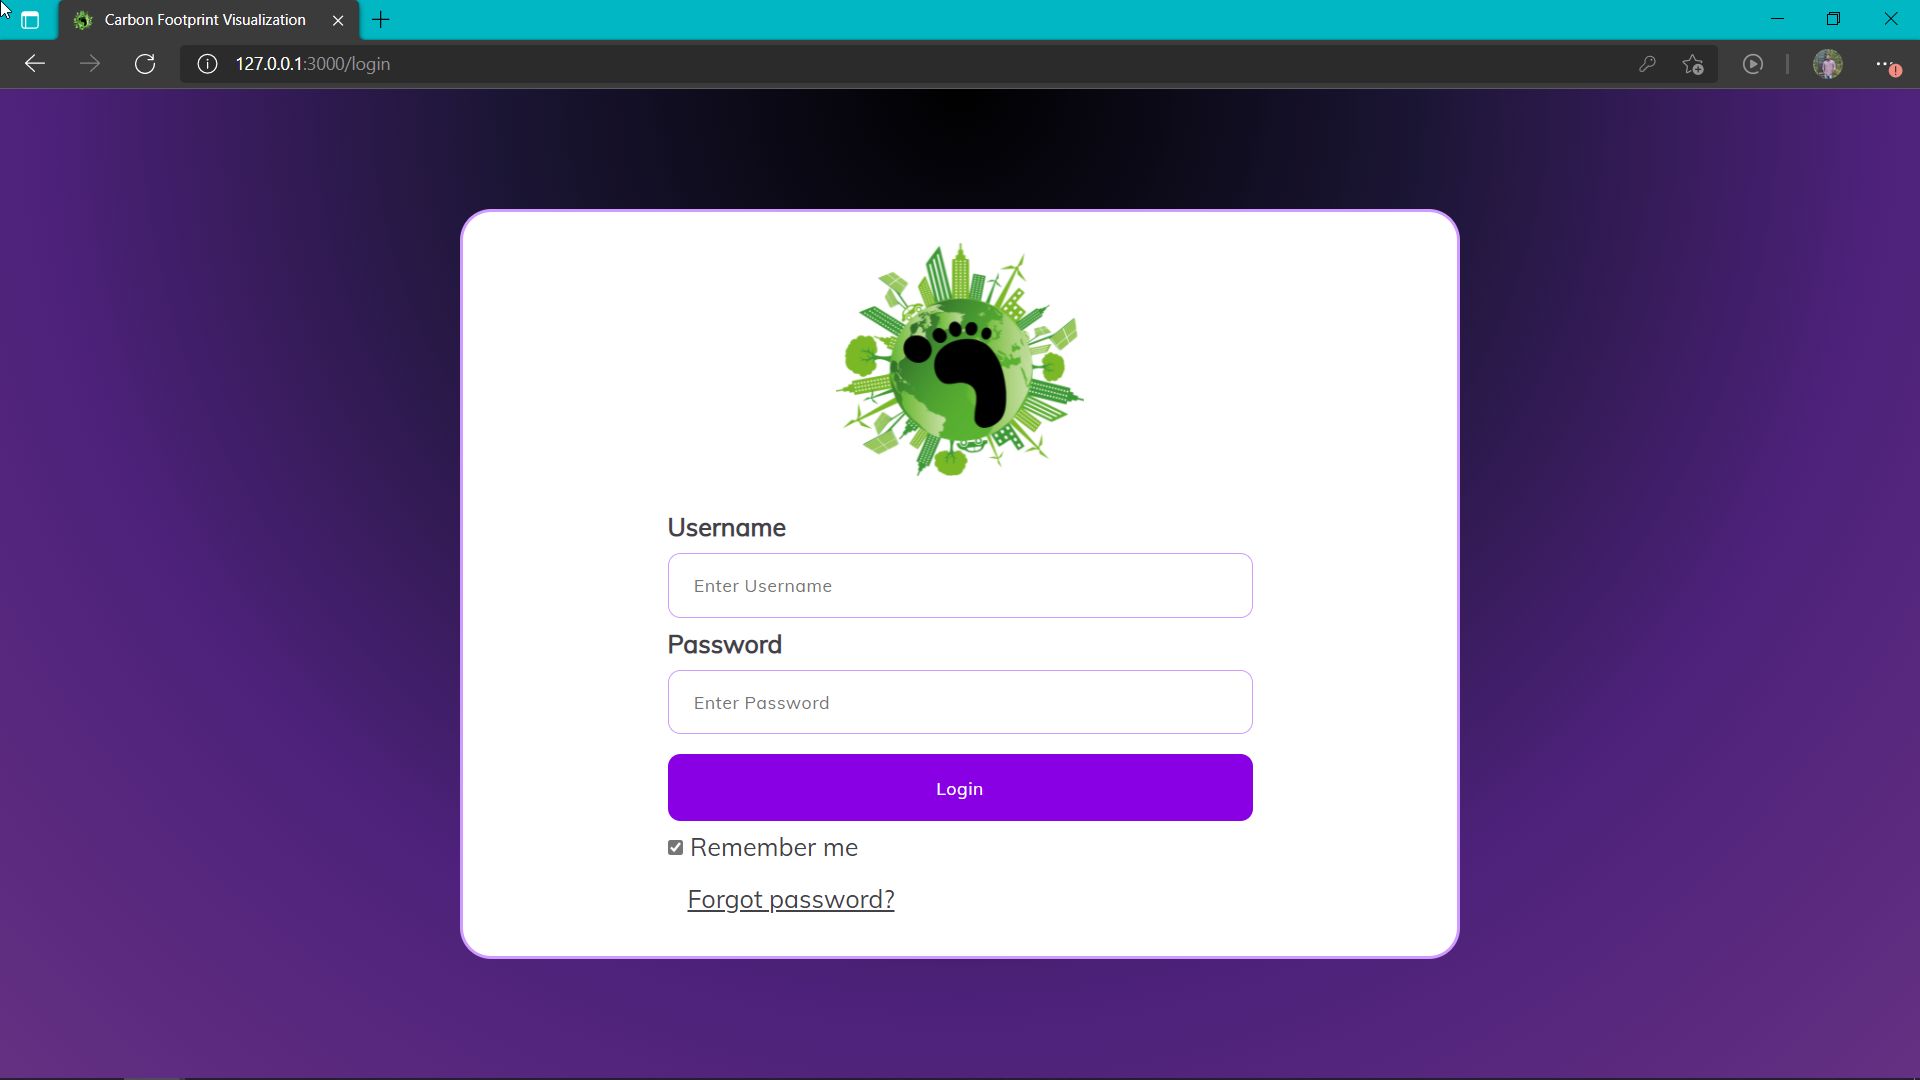 Carbon Footprint Visualization
127.0.0.1:3000/login
Username
Enter Username
Password
Enter Password
Login
Remember me
Forgot password?